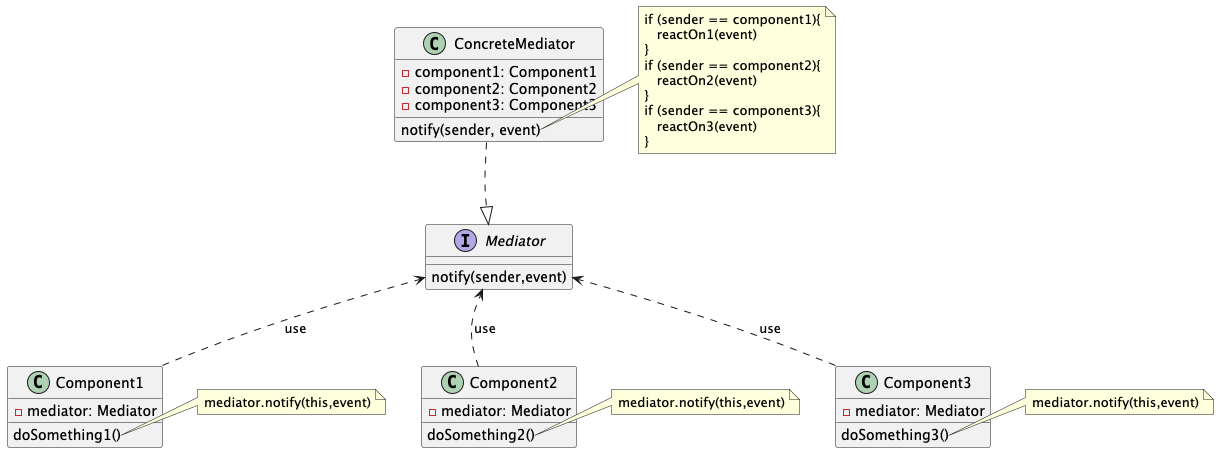 C ConcreteMediator
component1: Component1
component2: Component2
component3: Component3
notify(sender, event)
if (sender == component1){
reactOn1(event)
}
if (sender == component2){
reactOn2(event)
}
if (sender == component3){
reactOn3(event)
}
I Mediator
notify(sender,event)
use
use
use
C Component1
mediator: Mediator
doSomething1()
mediator.notify(this,event)
C Component2
mediator: Mediator
doSomething2()
mediator.notify(this,event)
C Component3
mediator: Mediator
doSomething3()
mediator.notify(this,event)